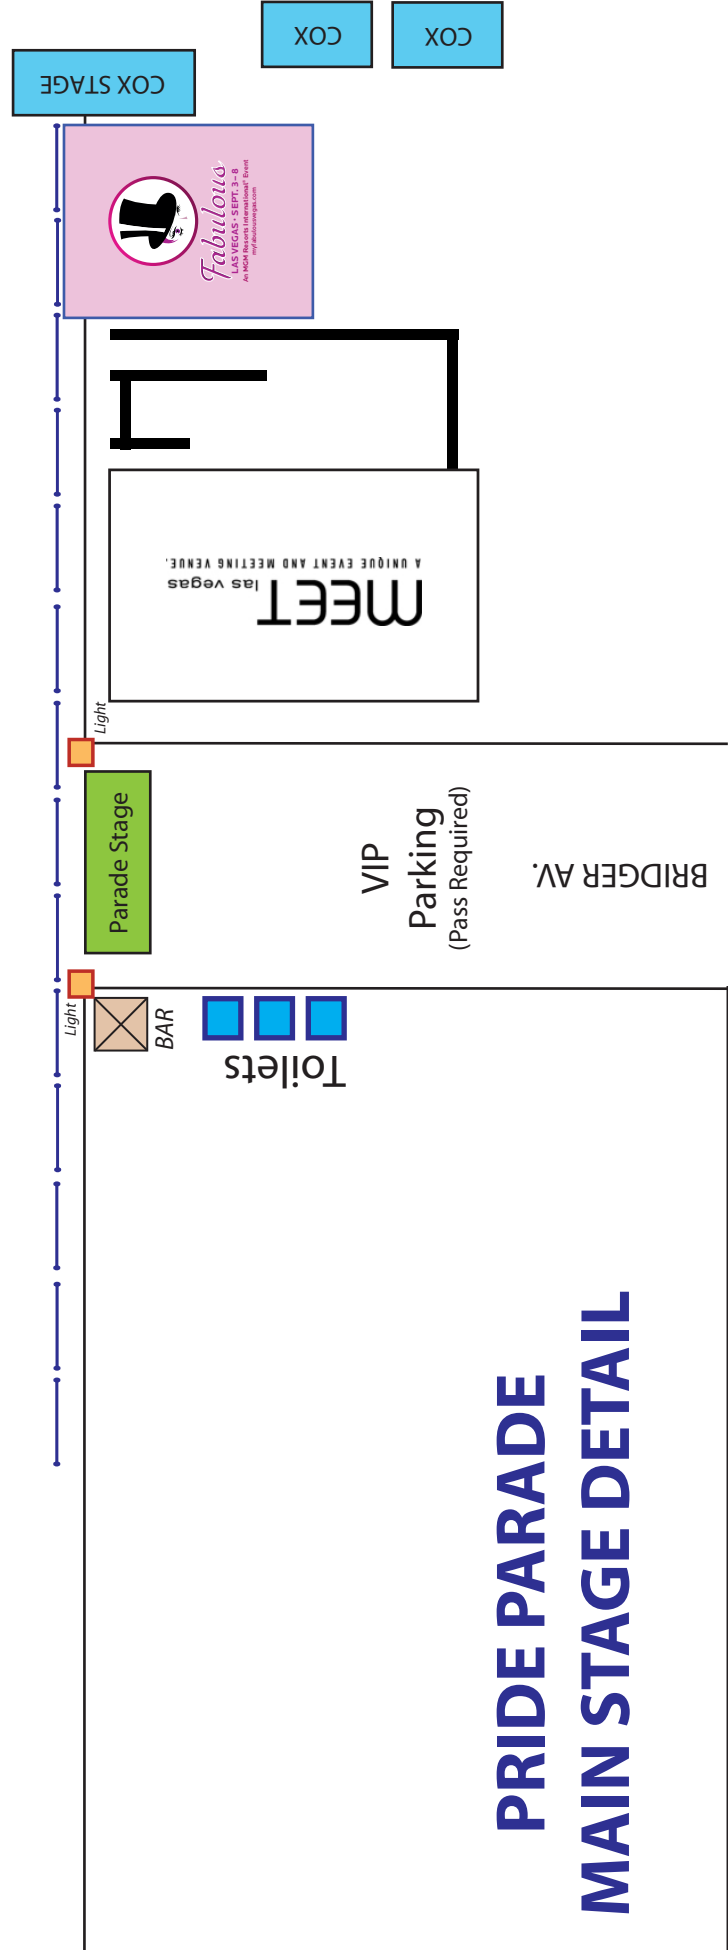 COX
COX
COX STAGE
Fabulous
LAS VEGAS • SEPT. 3–8
An MGM Resorts International® Event
myfabulousvegas.com
A UNIQUE EVENT AND MEETING VENUE.
MEET las vegas
Light
Parade Stage
VIP
Parking
(Pass Required)
BRIDGER AV.
Light
BAR
Toilets
PRIDE PARADE
MAIN STAGE DETAIL